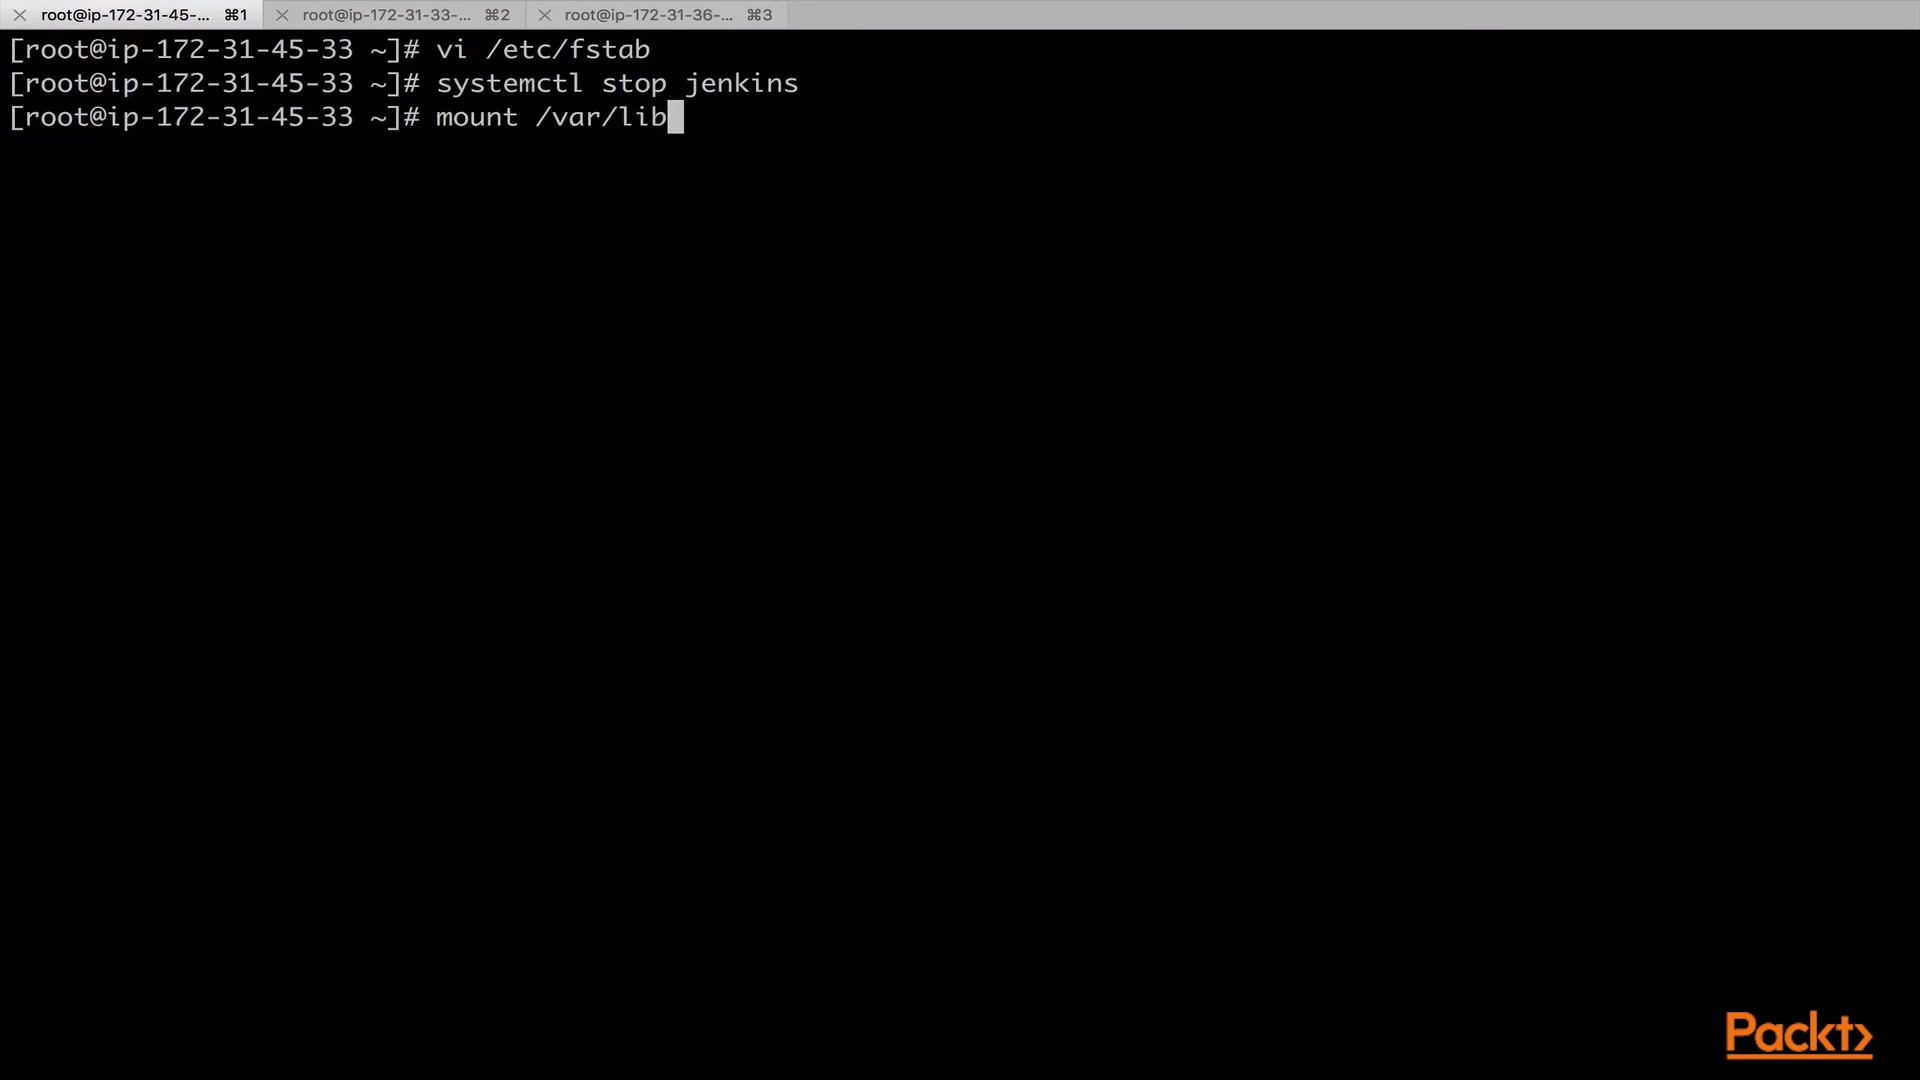 root@ip-172-31-45-... ⌘1
root@ip-172-31-33-... ⌘2
root@ip-172-31-36-... ⌘3
[root@ip-172-31-45-33 ~]# vi /etc/fstab
[root@ip-172-31-45-33 ~]# systemctl stop jenkins
[root@ip-172-31-45-33 ~]# mount /var/lib
Packt>